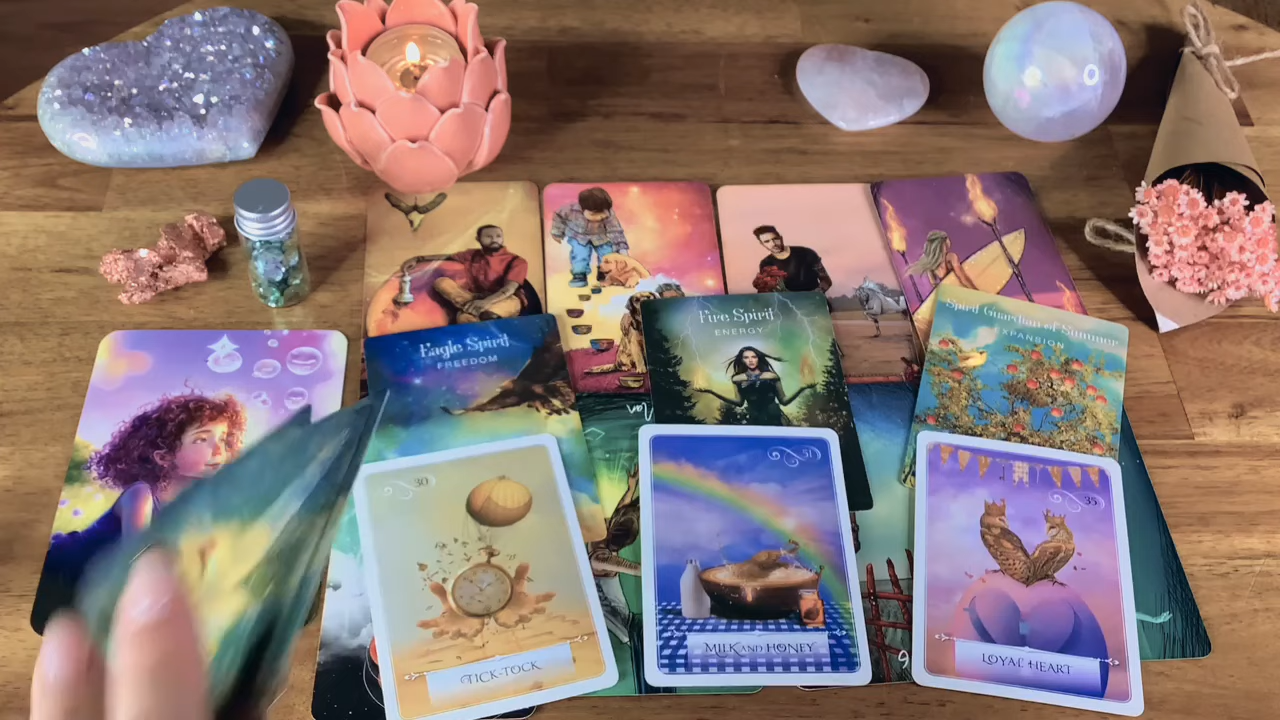 Eagle Spirit
FREEDOM
Fire Spirit
ENERGY
Spirit Guardian of Summer
EXPANSION
30
TICK-TOCK
31
MILK AND HONEY
35
LOYAL HEART